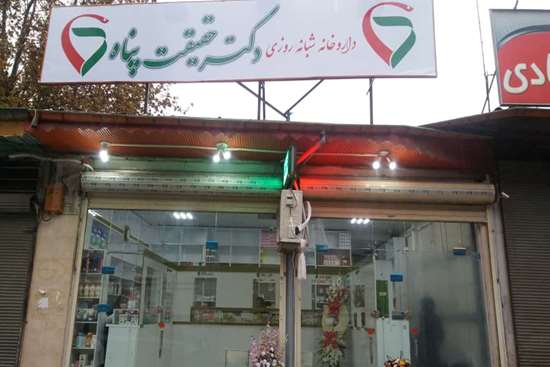 داروخانه شبانه روزی دکتر حقیقت پناه
ادی